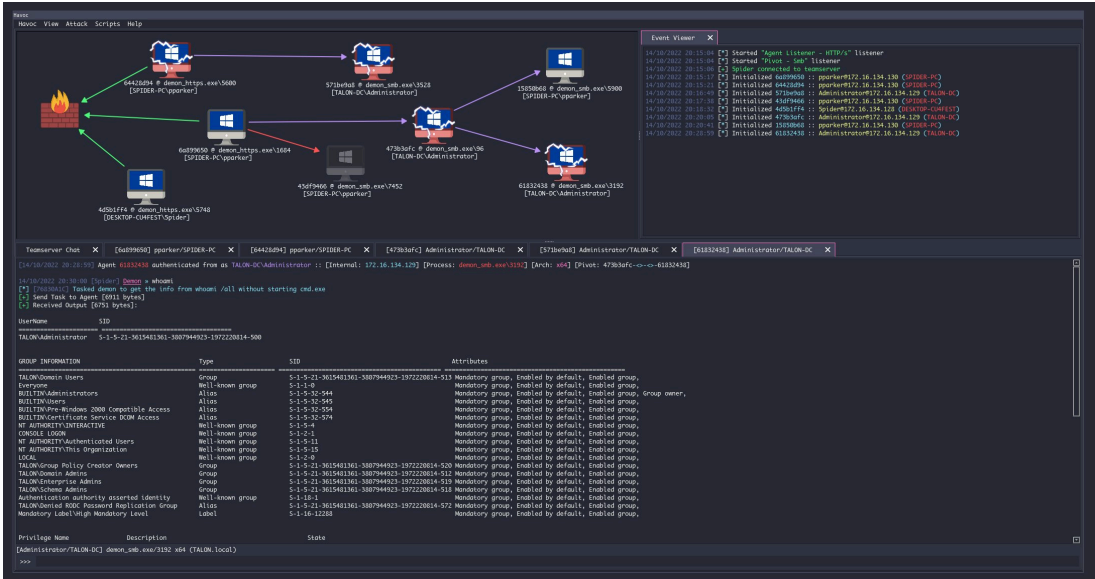 Havoc
Havoc View Attack Scripts Help
64428d94 @ demon_https.exe\5600
[SPIDER-PC\pparker]
571be9a8 @ demon_smb.exe\3528
[TALON-DC\Administrator]
15850b68 @ demon_smb.exe\5900
[SPIDER-PC\pparker]
6a899650 @ demon_https.exe\1684
[SPIDER-PC\pparker]
473b3afc @ demon_smb.exe\96
[TALON-DC\Administrator]
43df9466 @ demon_smb.exe\7452
[SPIDER-PC\pparker]
61832438 @ demon_smb.exe\3192
[TALON-DC\Administrator]
4d5b1ff4 @ demon_https.exe\5748
[DESKTOP-CU4FEST\Spider]
Event Viewer X
14/10/2022 20:15:04 [*] Started "Agent Listener - HTTP/s" listener
14/10/2022 20:15:04 [*] Started "Pivot - Smb" listener
14/10/2022 20:15:06 [+] Spider connected to teamserver
14/10/2022 20:15:17 [*] Initialized 6a899650 :: pparker@172.16.134.130 (SPIDER-PC)
14/10/2022 20:15:21 [*] Initialized 64428d94 :: pparker@172.16.134.130 (SPIDER-PC)
14/10/2022 20:16:49 [*] Initialized 571be9a8 :: Administrator@172.16.134.129 (TALON-DC)
14/10/2022 20:17:38 [*] Initialized 43df9466 :: pparker@172.16.134.130 (SPIDER-PC)
14/10/2022 20:18:32 [*] Initialized 4d5b1ff4 :: Spider@172.16.134.128 (DESKTOP-CU4FEST)
14/10/2022 20:20:05 [*] Initialized 473b3afc :: Administrator@172.16.134.129 (TALON-DC)
14/10/2022 20:20:41 [*] Initialized 15850b68 :: pparker@172.16.134.130 (SPIDER-PC)
14/10/2022 20:28:59 [*] Initialized 61832438 :: Administrator@172.16.134.129 (TALON-DC)
Teamserver Chat X [6a899650] pparker/SPIDER-PC X [64428d94] pparker/SPIDER-PC X [473b3afc] Administrator/TALON-DC X [571be9a8] Administrator/TALON-DC X [61832438] Administrator/TALON-DC X
[14/10/2022 20:28:59] Agent 61832438 authenticated from as TALON-DC\Administrator :: [Internal: 172.16.134.129] [Process: demon_smb.exe\3192] [Arch: x64] [Pivot: 473b3afc-<>-<>-61832438]
14/10/2022 20:30:00 [Spider] Demon » whoami
[*] [76830A1C] Tasked demon to get the info from whoami /all without starting cmd.exe
[+] Send Task to Agent [6911 bytes]
[+] Received Output [6751 bytes]:
UserName SID
====================== ====================================
TALON\Administrator S-1-5-21-3615481361-3807944923-1972220814-500
GROUP INFORMATION Type SID Attributes
TALON\Domain Users Group S-1-5-21-3615481361-3807944923-1972220814-513 Mandatory group, Enabled by default, Enabled group,
Everyone Well-known group S-1-1-0 Mandatory group, Enabled by default, Enabled group,
BUILTIN\Administrators Alias S-1-5-32-544 Mandatory group, Enabled by default, Enabled group, Group owner,
BUILTIN\Users Alias S-1-5-32-545 Mandatory group, Enabled by default, Enabled group,
BUILTIN\Pre-Windows 2000 Compatible Access Alias S-1-5-32-554 Mandatory group, Enabled by default, Enabled group,
BUILTIN\Certificate Service DCOM Access Alias S-1-5-32-574 Mandatory group, Enabled by default, Enabled group,
NT AUTHORITY\INTERACTIVE Well-known group S-1-5-4 Mandatory group, Enabled by default, Enabled group,
CONSOLE LOGON Well-known group S-1-2-1 Mandatory group, Enabled by default, Enabled group,
NT AUTHORITY\Authenticated Users Well-known group S-1-5-11 Mandatory group, Enabled by default, Enabled group,
NT AUTHORITY\This Organization Well-known group S-1-5-15 Mandatory group, Enabled by default, Enabled group,
LOCAL Well-known group S-1-2-0 Mandatory group, Enabled by default, Enabled group,
TALON\Group Policy Creator Owners Group S-1-5-21-3615481361-3807944923-1972220814-520 Mandatory group, Enabled by default, Enabled group,
TALON\Domain Admins Group S-1-5-21-3615481361-3807944923-1972220814-512 Mandatory group, Enabled by default, Enabled group,
TALON\Enterprise Admins Group S-1-5-21-3615481361-3807944923-1972220814-519 Mandatory group, Enabled by default, Enabled group,
TALON\Schema Admins Group S-1-5-21-3615481361-3807944923-1972220814-518 Mandatory group, Enabled by default, Enabled group,
Authentication authority asserted identity Well-known group S-1-18-1 Mandatory group, Enabled by default, Enabled group,
TALON\Denied RODC Password Replication Group Alias S-1-5-21-3615481361-3807944923-1972220814-572 Mandatory group, Enabled by default, Enabled group,
Mandatory Label\High Mandatory Level Label S-1-16-12288 Mandatory group, Enabled by default, Enabled group,
Privilege Name Description State
[Administrator/TALON-DC] demon_smb.exe/3192 x64 (TALON.local)
>>>